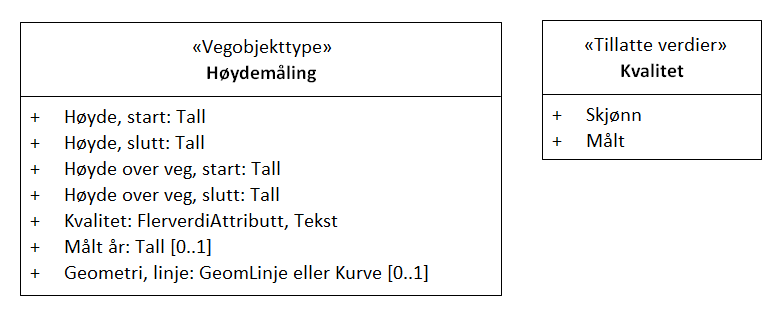 «Vegobjekttype»
Høydemåling
+ Høyde, start: Tall
+ Høyde, slutt: Tall
+ Høyde over veg, start: Tall
+ Høyde over veg, slutt: Tall
+ Kvalitet: FlerverdiAttributt, Tekst
+ Målt år: Tall [0..1]
+ Geometri, linje: GeomLinje eller Kurve [0..1]
«Tillatte verdier»
Kvalitet
+ Skjønn
+ Målt